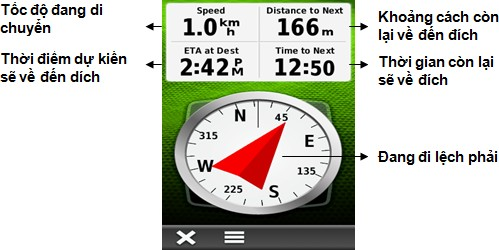 Tốc độ đang di
chuyển
Thời điểm dự kiến
sẽ về đến dích
Speed
1.0 km/h
Distance to Next
166 m
ETA at Dest
2:42 PM
Time to Next
12:50
Khoảng cách còn
lại về đến đích
Thời gian còn lại
sẽ về đích
N
45
E
135
S
225
W
315
Đang đi lệch phải